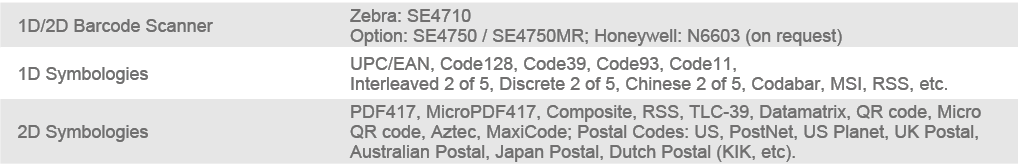 1D/2D Barcode Scanner
Zebra: SE4710
Option: SE4750 / SE4750MR; Honeywell: N6603 (on request)
1D Symbologies
UPC/EAN, Code128, Code39, Code93, Code11,
Interleaved 2 of 5, Discrete 2 of 5, Chinese 2 of 5, Codabar, MSI, RSS, etc.
2D Symbologies
PDF417, MicroPDF417, Composite, RSS, TLC-39, Datamatrix, QR code, Micro
QR code, Aztec, MaxiCode; Postal Codes: US, PostNet, US Planet, UK Postal,
Australian Postal, Japan Postal, Dutch Postal (KIK, etc).